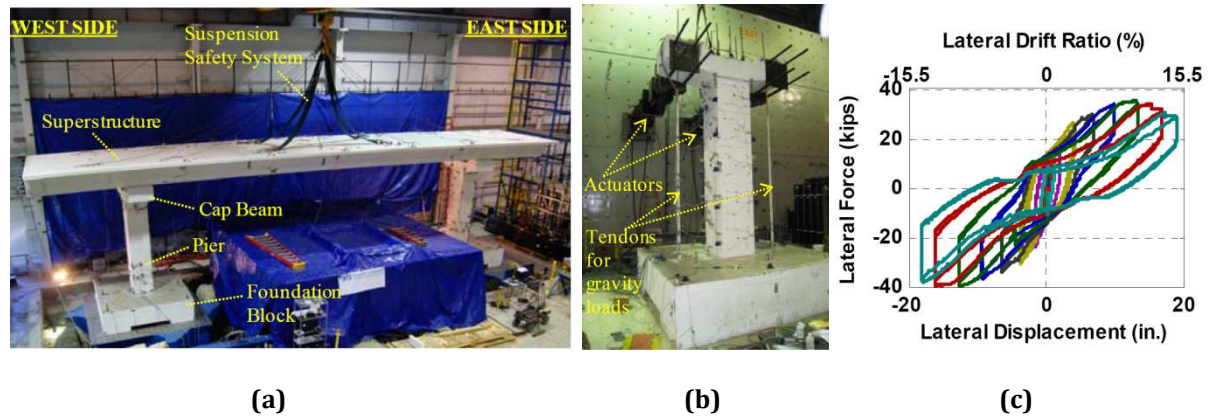 WEST SIDE
EAST SIDE
Suspension
Safety System
Superstructure
Cap Beam
Pier
Foundation
Block
(a)
Actuators
Tendons
for
gravity
loads
(b)
Lateral Drift Ratio (%)
-15.5 0 15.5
Lateral Force (kips)
40
20
0
-20
-40
-20 0 20
Lateral Displacement (in.)
(c)